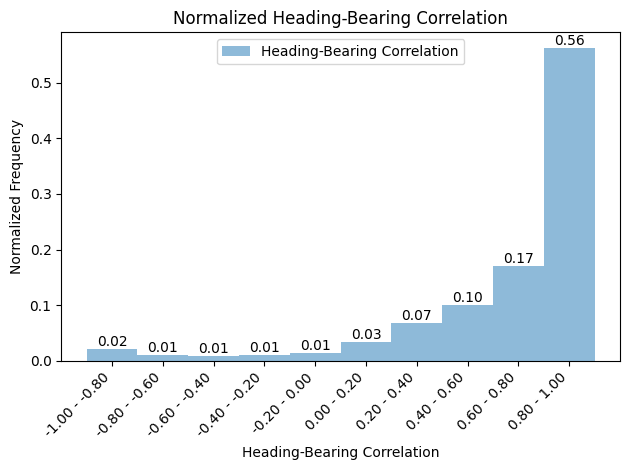 Normalized Heading-Bearing Correlation
Heading-Bearing Correlation
Normalized Frequency
0.5
0.4
0.3
0.2
0.1
0.0
0.02
0.01
0.01
0.01
0.01
0.03
0.07
0.10
0.17
0.56
-1.00 - -0.80
-0.80 - -0.60
-0.60 - -0.40
-0.40 - -0.20
-0.20 - 0.00
0.00 - 0.20
0.20 - 0.40
0.40 - 0.60
0.60 - 0.80
0.80 - 1.00
Heading-Bearing Correlation